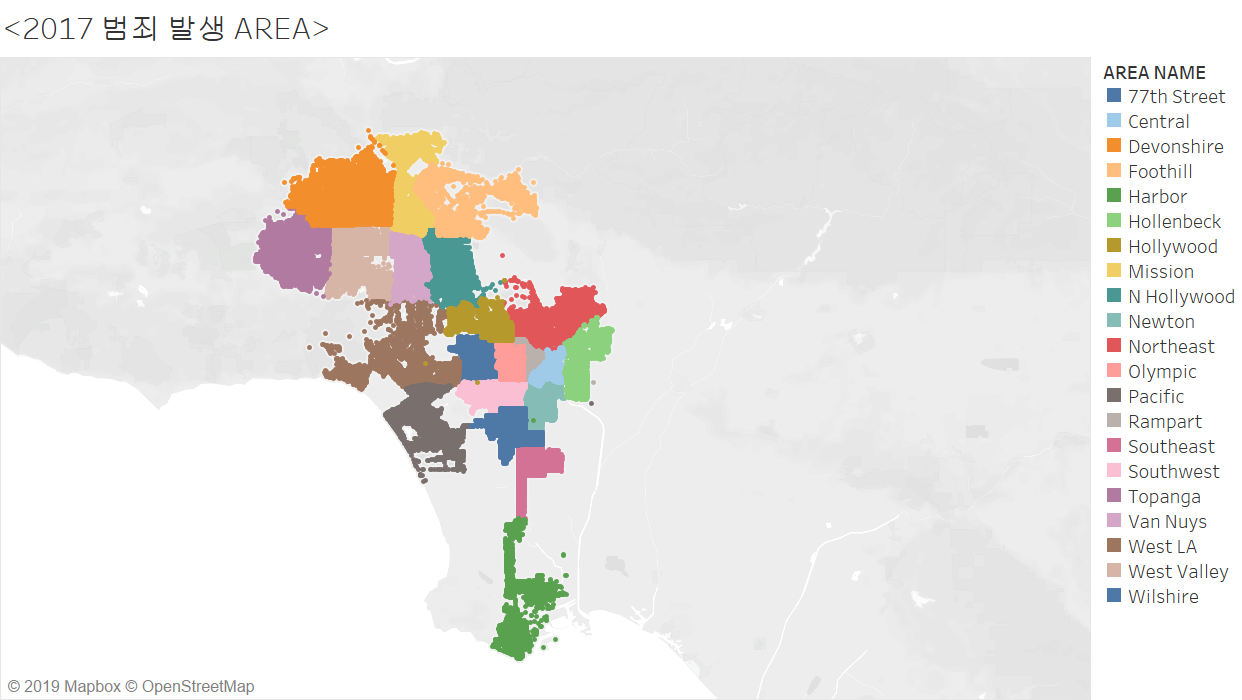 <2017 범죄 발생 AREA>
AREA NAME
77th Street
Central
Devonshire
Foothill
Harbor
Hollenbeck
Hollywood
Mission
N Hollywood
Newton
Northeast
Olympic
Pacific
Rampart
Southeast
Southwest
Topanga
Van Nuys
West LA
West Valley
Wilshire
© 2019 Mapbox © OpenStreetMap